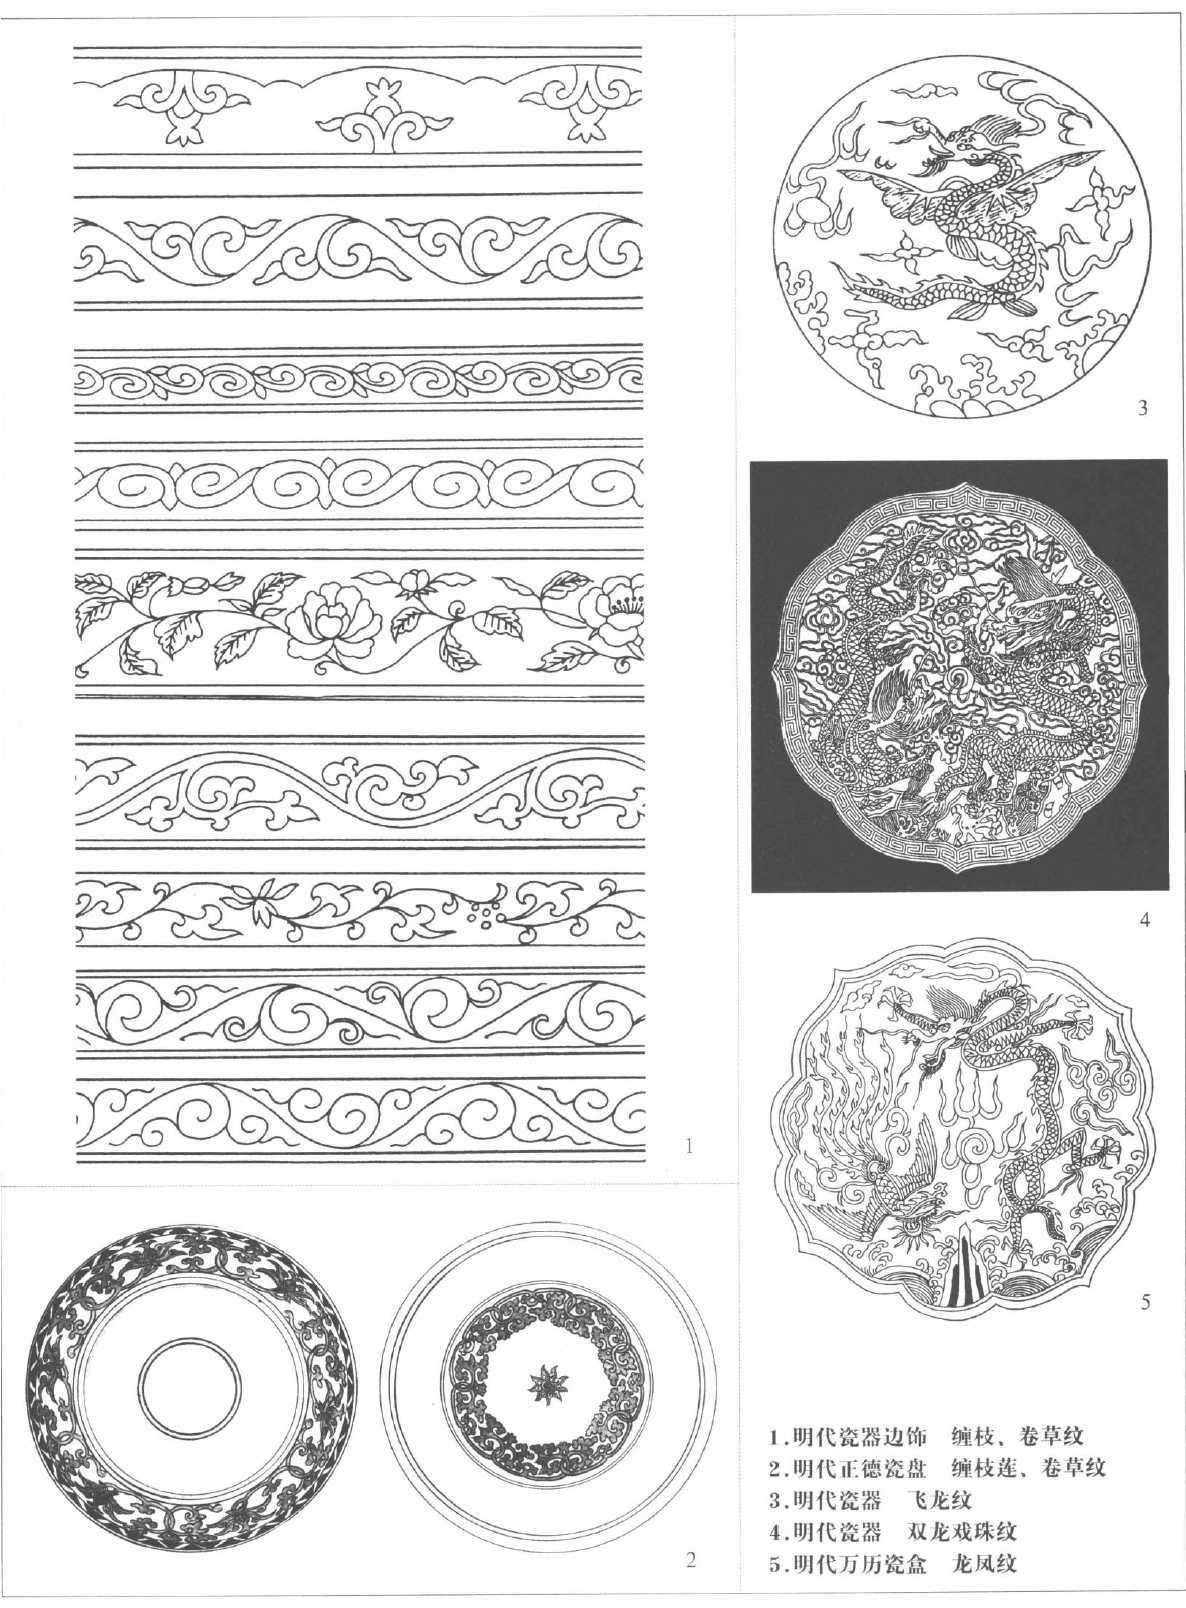 3
4
1
5
2
1.明代瓷器边饰　缠枝、卷草纹
2.明代正德瓷盘　缠枝莲、卷草纹
3.明代瓷器　飞龙纹
4.明代瓷器　双龙戏珠纹
5.明代万历瓷盒　龙凤纹